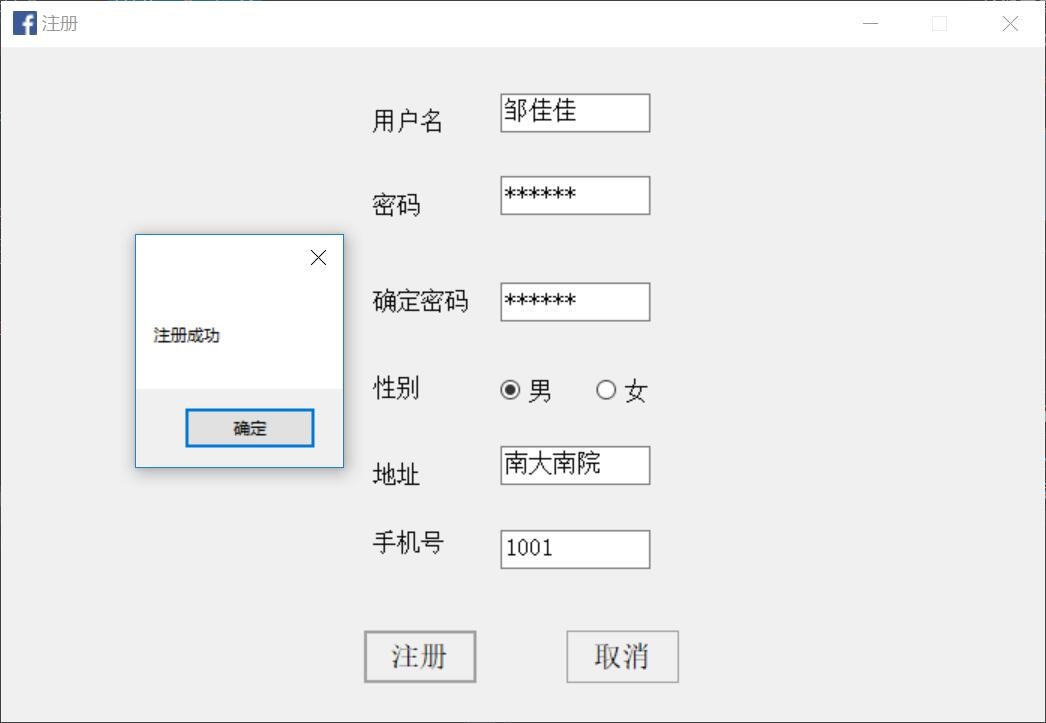 注册
用户名 邹佳佳
密码 ******
确定密码 ******
性别 男 女
地址 南大南院
手机号 1001
注册 取消
注册成功
确定